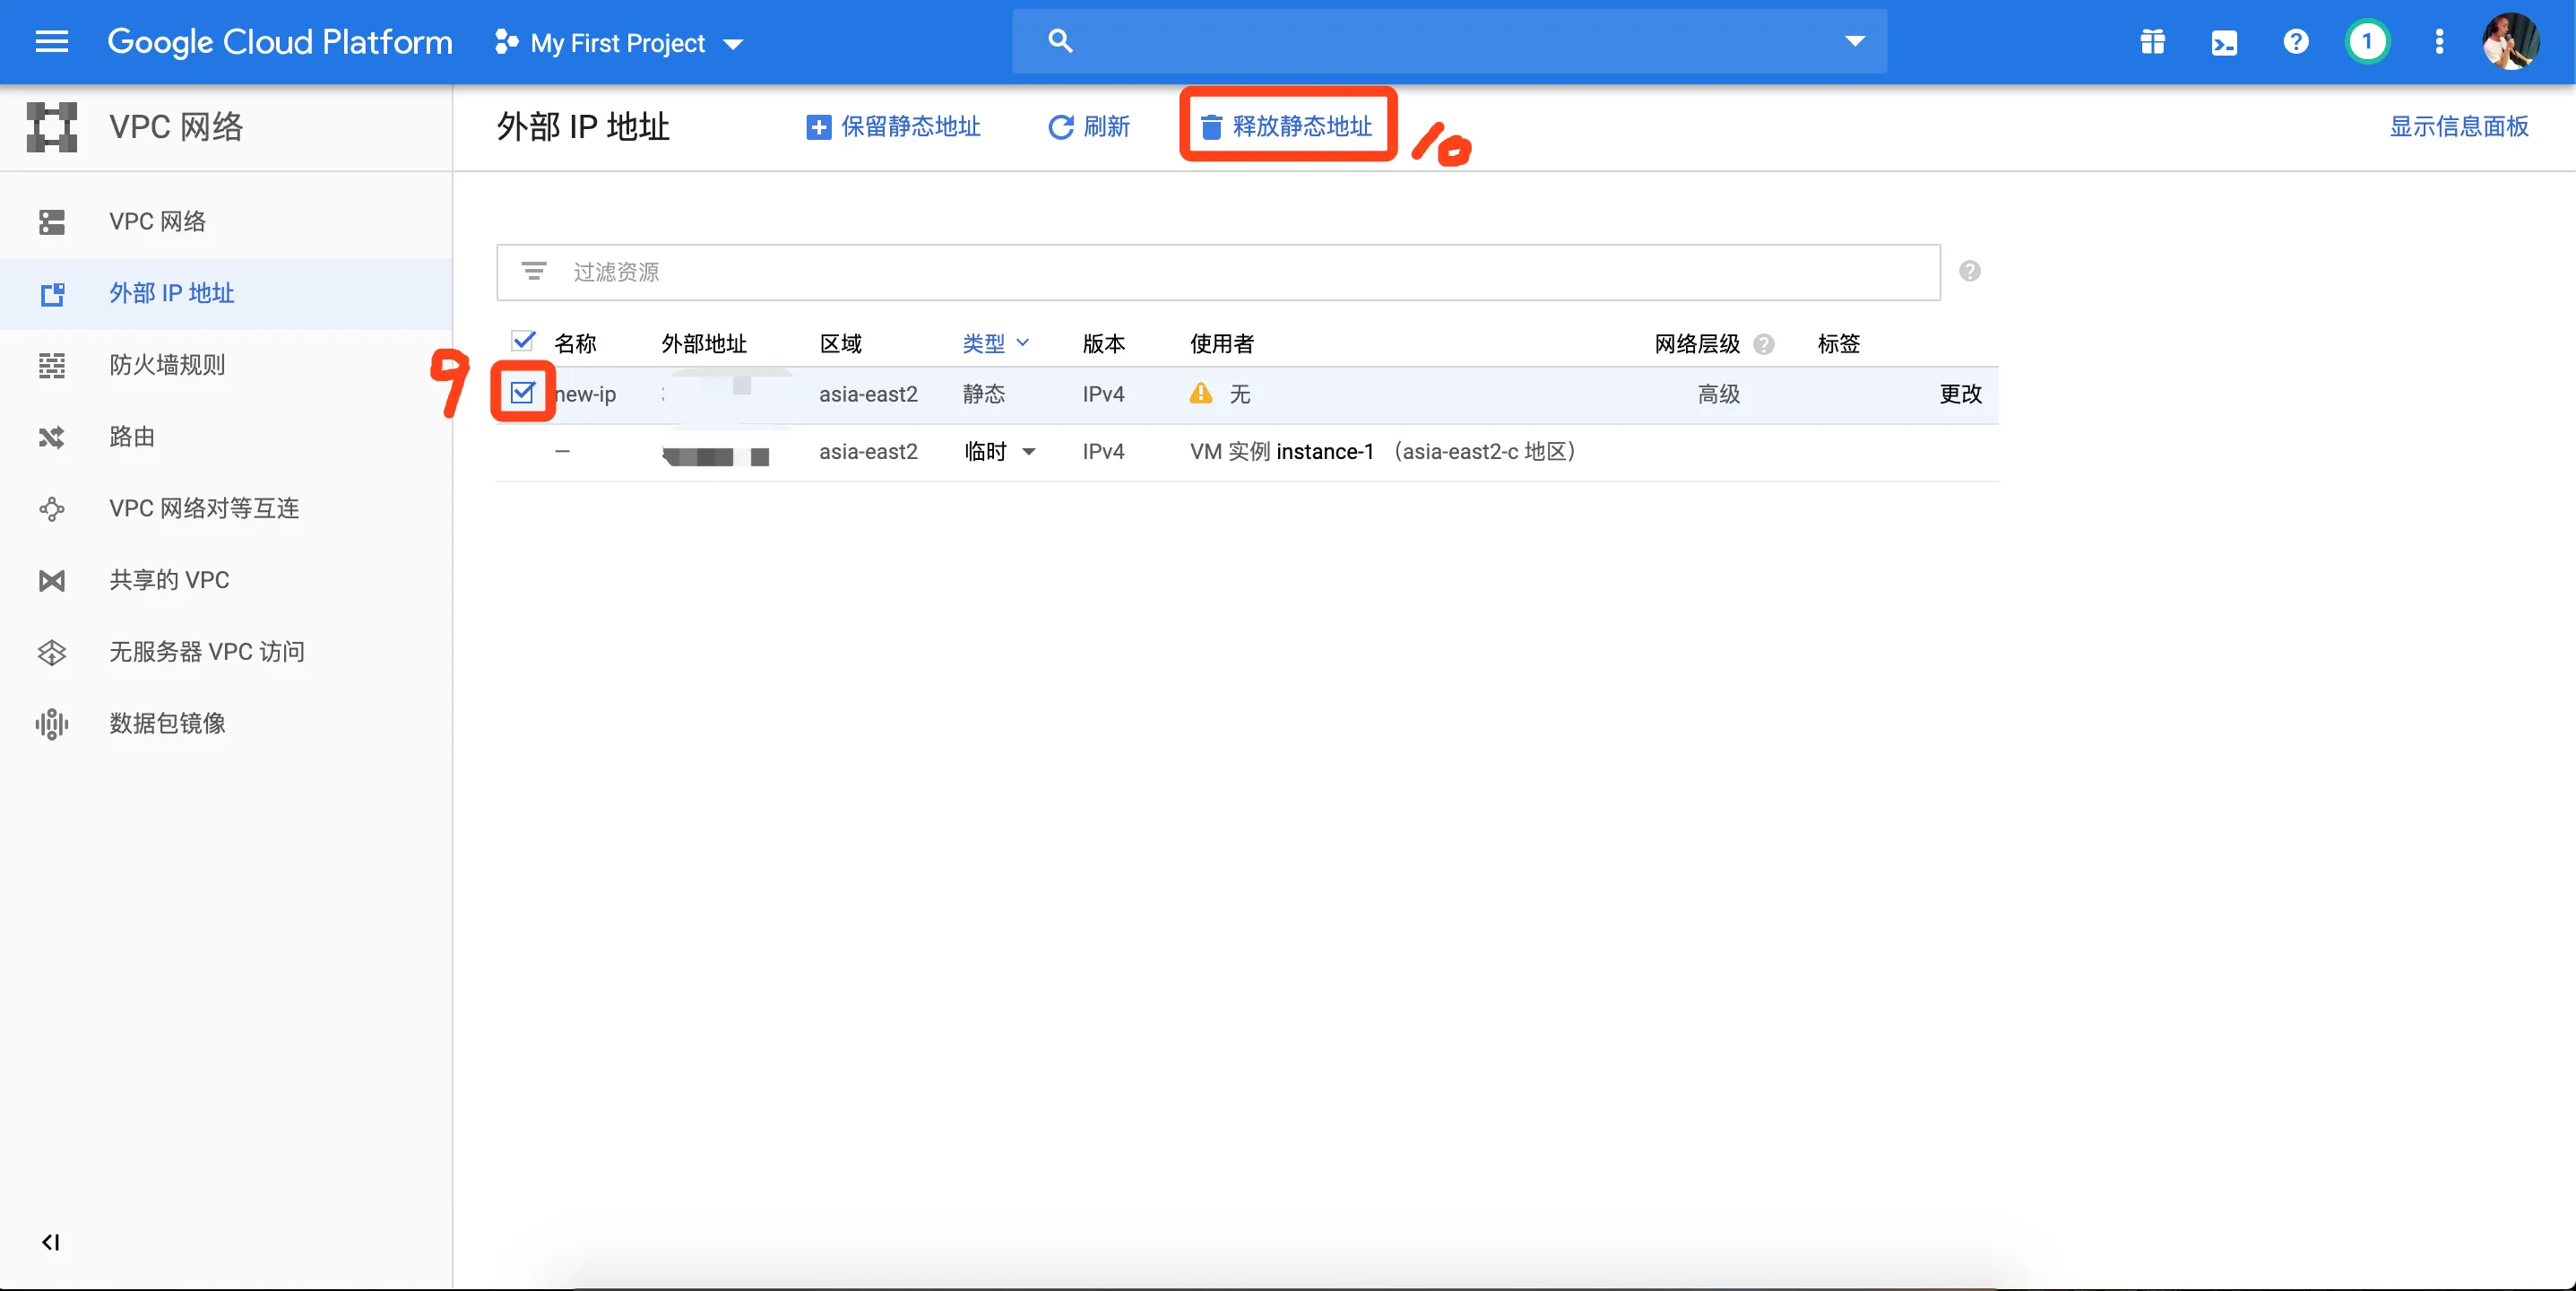 Google Cloud Platform My First Project 1
VPC 网络
外部 IP 地址 保留静态地址 刷新 释放静态地址 10 显示信息面板
VPC 网络
外部 IP 地址
防火墙规则
路由
VPC 网络对等互连
共享的 VPC
无服务器 VPC 访问
数据包镜像
过滤资源
名称 外部地址 区域 类型 版本 使用者 网络层级 标签
9 new-ip asia-east2 静态 IPv4 无 高级 更改
— asia-east2 临时 IPv4 VM 实例 instance-1 （asia-east2-c 地区）